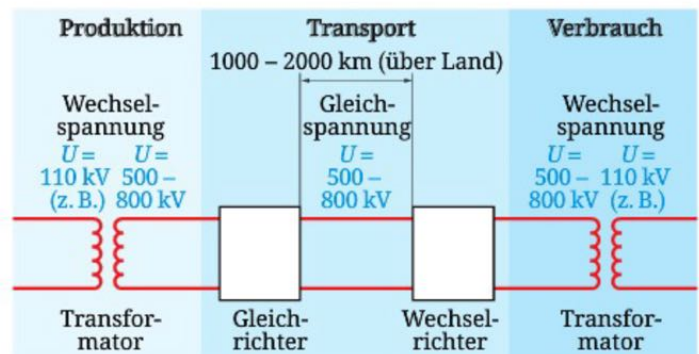 Produktion
Transport
Verbrauch
1000 – 2000 km (über Land)
Wechsel-
spannung
U =
110 kV
(z. B.)
U =
500 –
800 kV
Gleich-
spannung
U =
500 –
800 kV
Wechsel-
spannung
U =
500 –
800 kV
U =
110 kV
(z. B.)
Transfor-
mator
Gleich-
richter
Wechsel-
richter
Transfor-
mator